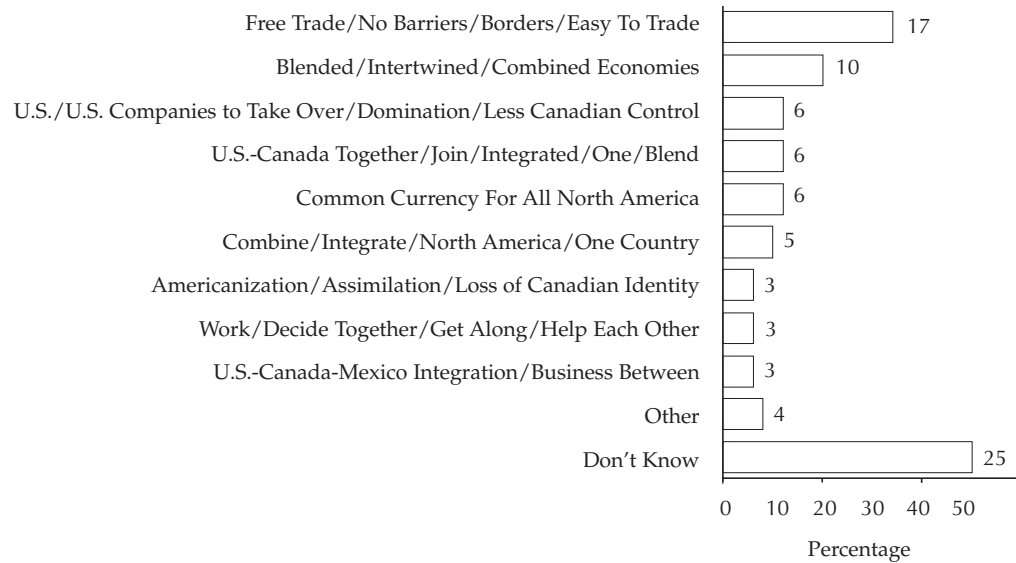 Free Trade/No Barriers/Borders/Easy To Trade 17
Blended/Intertwined/Combined Economies 10
U.S./U.S. Companies to Take Over/Domination/Less Canadian Control 6
U.S.-Canada Together/Join/Integrated/One/Blend 6
Common Currency For All North America 6
Combine/Integrate/North America/One Country 5
Americanization/Assimilation/Loss of Canadian Identity 3
Work/Decide Together/Get Along/Help Each Other 3
U.S.-Canada-Mexico Integration/Business Between 3
Other 4
Don't Know 25
0 10 20 30 40 50
Percentage